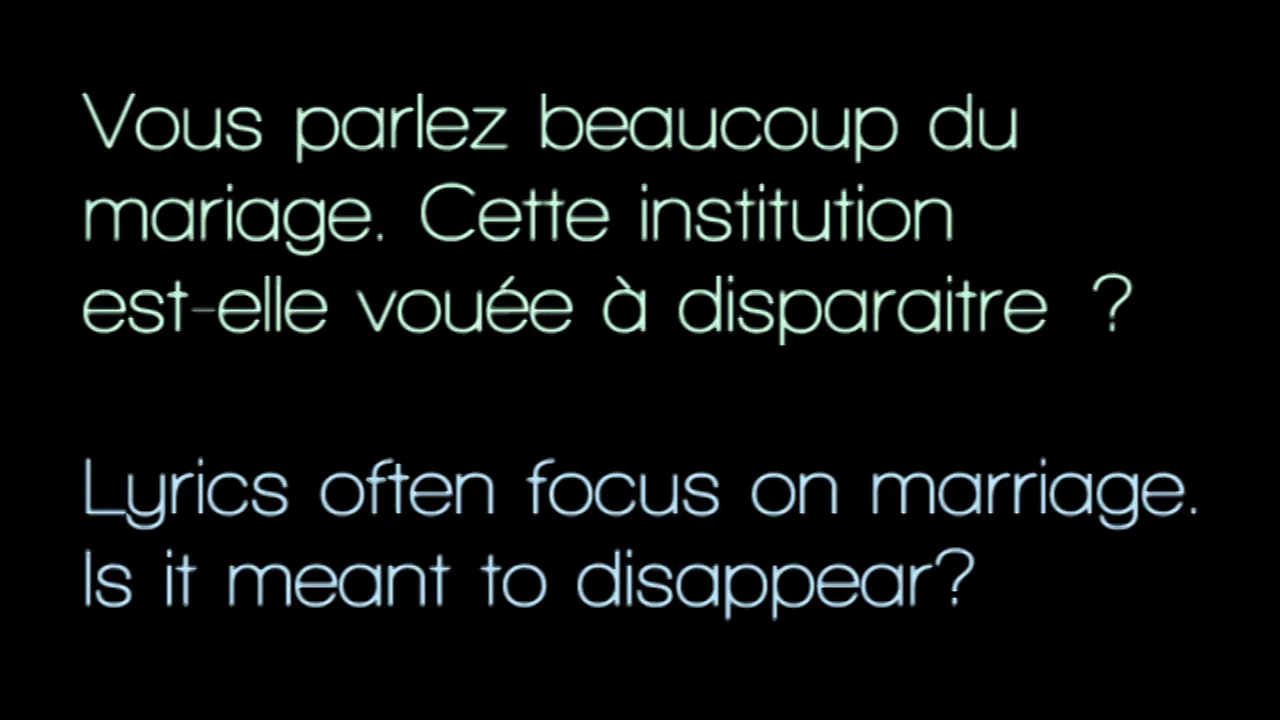 Vous parlez beaucoup du
mariage. Cette institution
est-elle vouée à disparaitre ?
Lyrics often focus on marriage.
Is it meant to disappear?